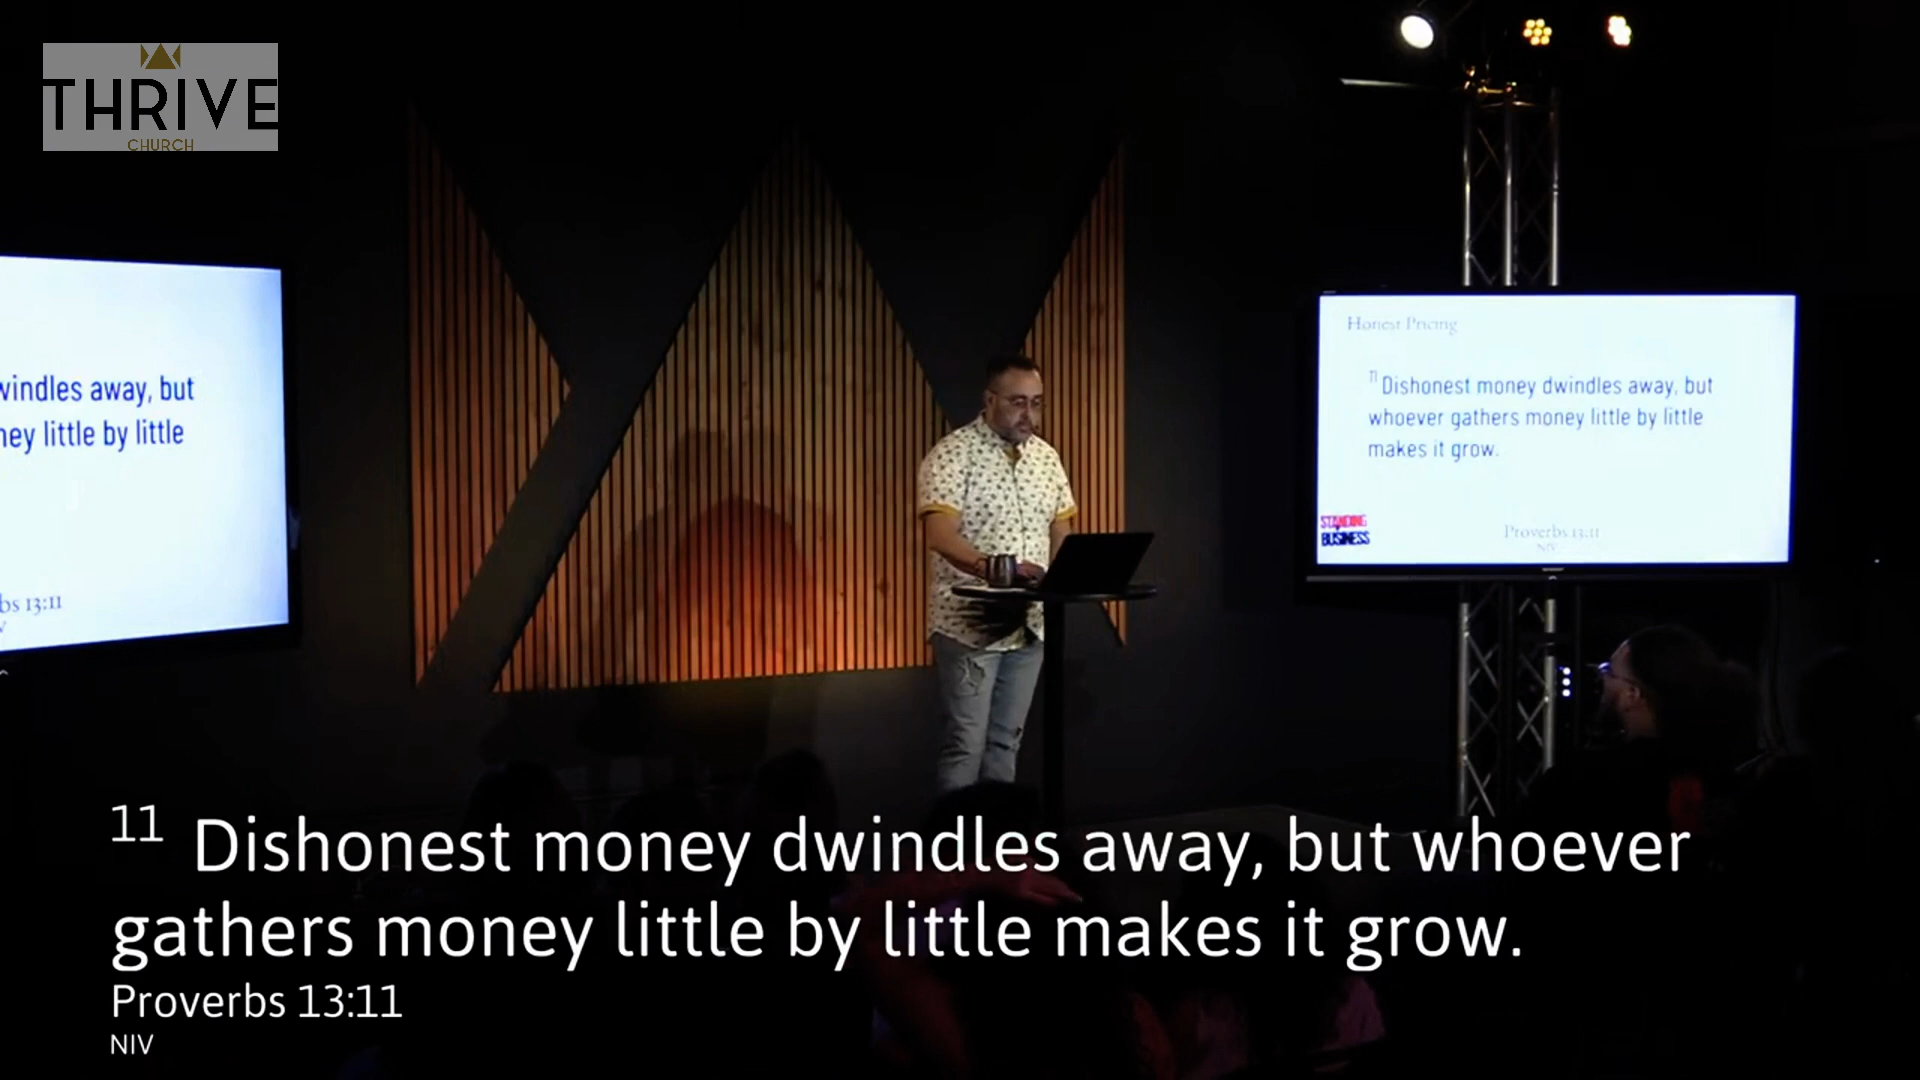 THRIVE
CHURCH
windles away, but
ney little by little
bs 13:11
Honest Pricing
11 Dishonest money dwindles away, but
whoever gathers money little by little
makes it grow.
STANDING
BUSINESS
Proverbs 13:11
NIV
11 Dishonest money dwindles away, but whoever
gathers money little by little makes it grow.
Proverbs 13:11
NIV